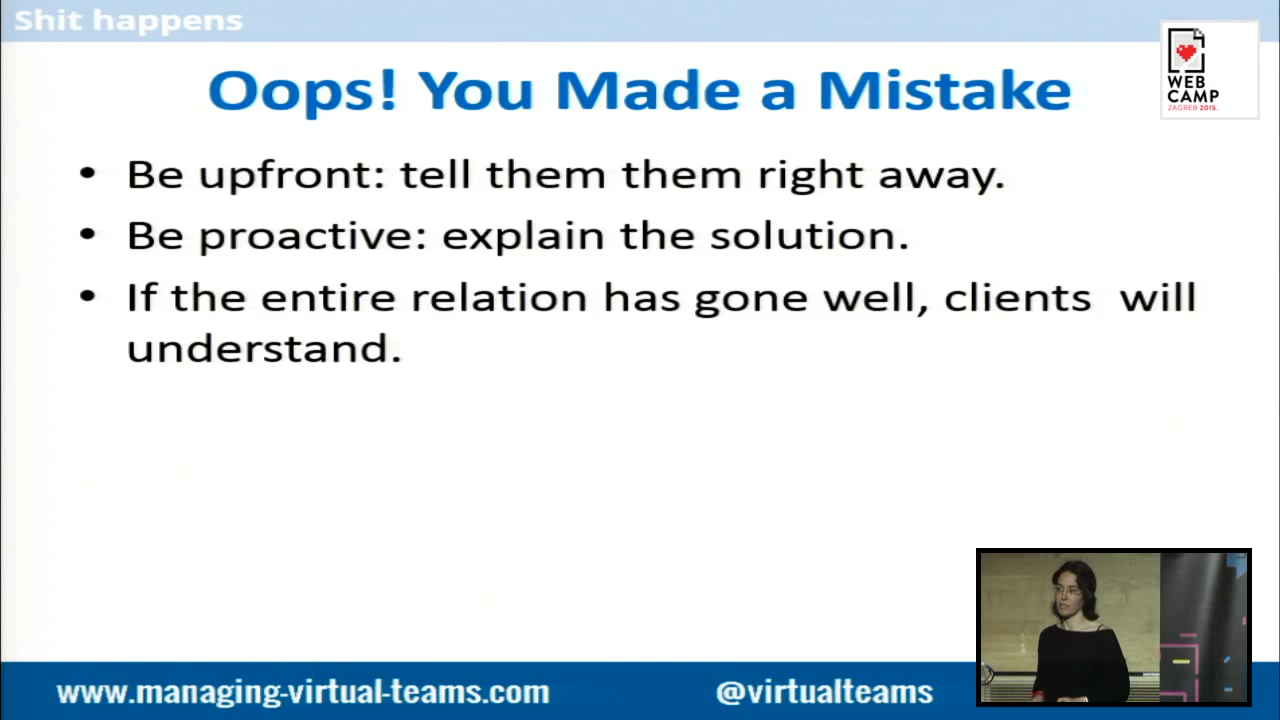 Shit happens
Oops! You Made a Mistake
WEB
CAMP
ZAGREB 2015.
• Be upfront: tell them them right away.
• Be proactive: explain the solution.
• If the entire relation has gone well, clients will
understand.
www.managing-virtual-teams.com
@virtualteams